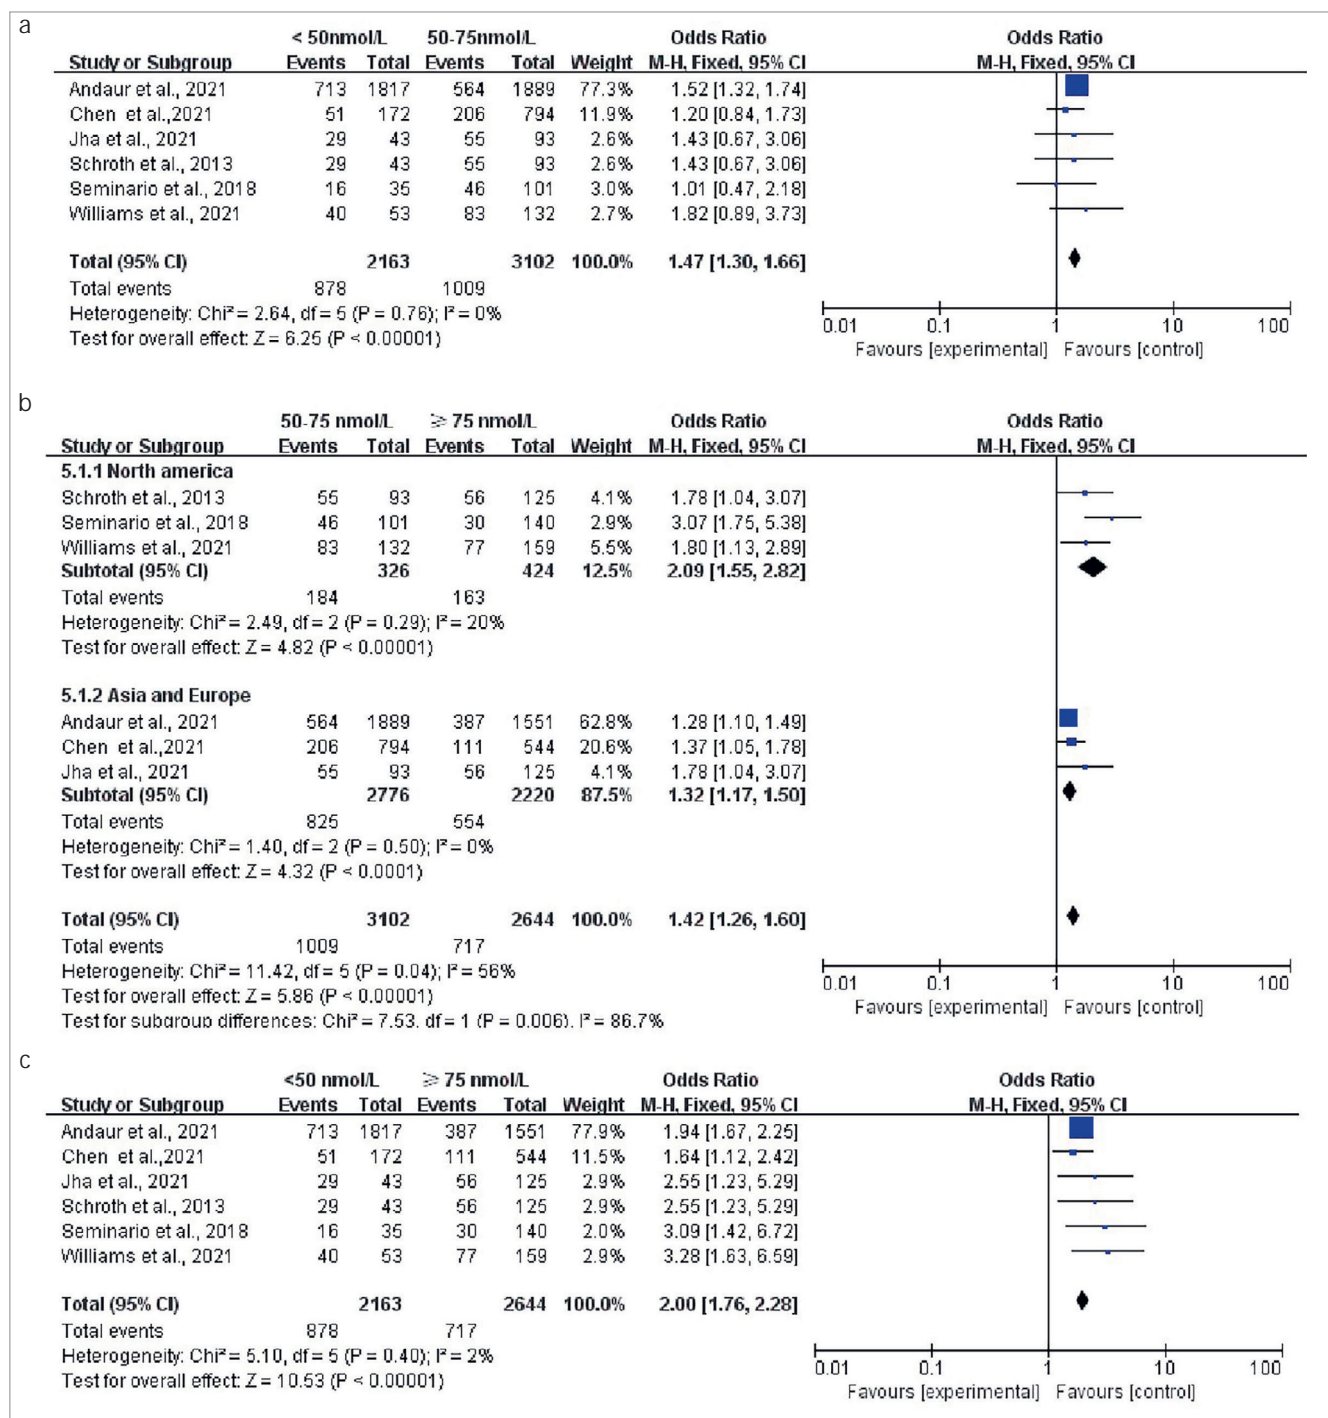 a
< 50nmol/L 50-75nmol/L Odds Ratio Odds Ratio
Study or Subgroup Events Total Events Total Weight M-H, Fixed, 95% CI M-H, Fixed, 95% CI
Andaur et al., 2021 713 1817 564 1889 77.3% 1.52 [1.32, 1.74]
Chen et al.,2021 51 172 206 794 11.9% 1.20 [0.84, 1.73]
Jha et al., 2021 29 43 55 93 2.6% 1.43 [0.67, 3.06]
Schroth et al., 2013 29 43 55 93 2.6% 1.43 [0.67, 3.06]
Seminario et al., 2018 16 35 46 101 3.0% 1.01 [0.47, 2.18]
Williams et al., 2021 40 53 83 132 2.7% 1.82 [0.89, 3.73]
Total (95% CI) 2163 3102 100.0% 1.47 [1.30, 1.66]
Total events 878 1009
Heterogeneity: Chi² = 2.64, df = 5 (P = 0.76); I² = 0%
Test for overall effect: Z = 6.25 (P < 0.00001)
0.01 0.1 1 10 100
Favours [experimental] Favours [control]
b
50-75 nmol/L ≥ 75 nmol/L Odds Ratio Odds Ratio
Study or Subgroup Events Total Events Total Weight M-H, Fixed, 95% CI M-H, Fixed, 95% CI
5.1.1 North america
Schroth et al., 2013 55 93 56 125 4.1% 1.78 [1.04, 3.07]
Seminario et al., 2018 46 101 30 140 2.9% 3.07 [1.75, 5.38]
Williams et al., 2021 83 132 77 159 5.5% 1.80 [1.13, 2.89]
Subtotal (95% CI) 326 424 12.5% 2.09 [1.55, 2.82]
Total events 184 163
Heterogeneity: Chi² = 2.49, df = 2 (P = 0.29); I² = 20%
Test for overall effect: Z = 4.82 (P < 0.00001)
5.1.2 Asia and Europe
Andaur et al., 2021 564 1889 387 1551 62.8% 1.28 [1.10, 1.49]
Chen et al.,2021 206 794 111 544 20.6% 1.37 [1.05, 1.78]
Jha et al., 2021 55 93 56 125 4.1% 1.78 [1.04, 3.07]
Subtotal (95% CI) 2776 2220 87.5% 1.32 [1.17, 1.50]
Total events 825 554
Heterogeneity: Chi² = 1.40, df = 2 (P = 0.50); I² = 0%
Test for overall effect: Z = 4.32 (P < 0.0001)
Total (95% CI) 3102 2644 100.0% 1.42 [1.26, 1.60]
Total events 1009 717
Heterogeneity: Chi² = 11.42, df = 5 (P = 0.04); I² = 56%
Test for overall effect: Z = 5.86 (P < 0.00001)
Test for subgroup differences: Chi² = 7.53. df = 1 (P = 0.006). I² = 86.7%
0.01 0.1 1 10 100
Favours [experimental] Favours [control]
c
<50 nmol/L ≥ 75 nmol/L Odds Ratio Odds Ratio
Study or Subgroup Events Total Events Total Weight M-H, Fixed, 95% CI M-H, Fixed, 95% CI
Andaur et al., 2021 713 1817 387 1551 77.9% 1.94 [1.67, 2.25]
Chen et al.,2021 51 172 111 544 11.5% 1.64 [1.12, 2.42]
Jha et al., 2021 29 43 56 125 2.9% 2.55 [1.23, 5.29]
Schroth et al., 2013 29 43 56 125 2.9% 2.55 [1.23, 5.29]
Seminario et al., 2018 16 35 30 140 2.0% 3.09 [1.42, 6.72]
Williams et al., 2021 40 53 77 159 2.9% 3.28 [1.63, 6.59]
Total (95% CI) 2163 2644 100.0% 2.00 [1.76, 2.28]
Total events 878 717
Heterogeneity: Chi² = 5.10, df = 5 (P = 0.40); I² = 2%
Test for overall effect: Z = 10.53 (P < 0.00001)
0.01 0.1 1 10 100
Favours [experimental] Favours [control]